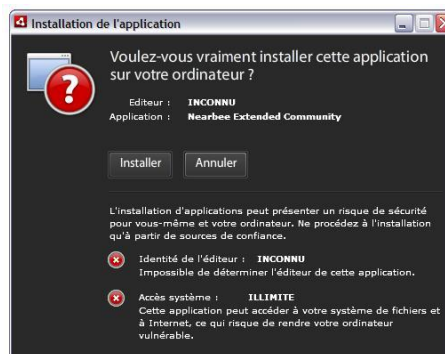 Installation de l'application
Voulez-vous vraiment installer cette application
sur votre ordinateur ?
Editeur : INCONNU
Application : Nearbee Extended Community
Installer Annuler
L'installation d'applications peut présenter un risque de sécurité
pour vous-même et votre ordinateur. Ne procédez à l'installation
qu'à partir de sources de confiance.
Identité de l'éditeur : INCONNU
Impossible de déterminer l'éditeur de cette application.
Accès système : ILLIMITE
Cette application peut accéder à votre système de fichiers et
à Internet, ce qui risque de rendre votre ordinateur
vulnérable.